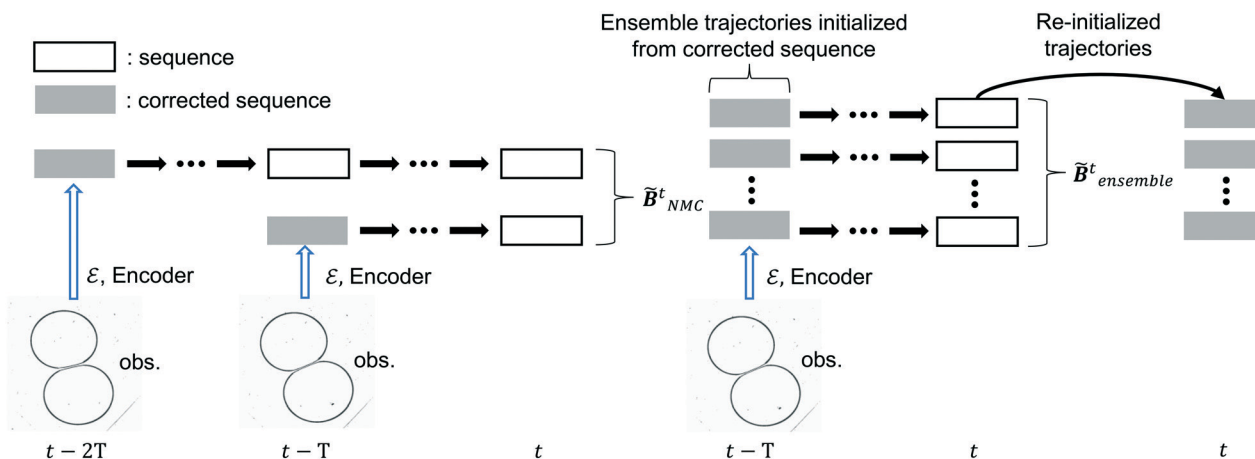 : sequence
: corrected sequence
Ensemble trajectories initialized
from corrected sequence
Re-initialized
trajectories
B̃ᵗ_NMC
B̃ᵗ_ensemble
ℰ, Encoder
ℰ, Encoder
ℰ, Encoder
obs.
obs.
obs.
t − 2T
t − T
t
t − T
t
t